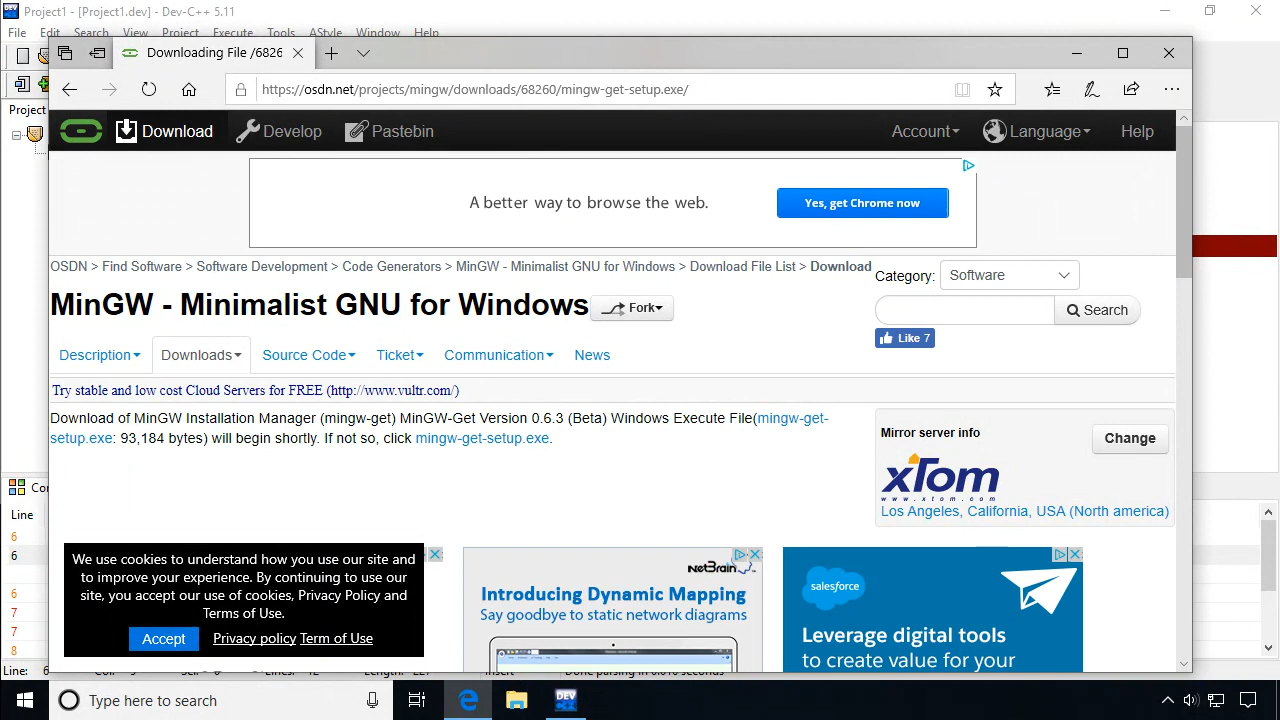 Project1 - [Project1.dev] - Dev-C++ 5.11
File Edit Search View Project Execute Tools AStyle Window Help
Downloading File /6826
https://osdn.net/projects/mingw/downloads/68260/mingw-get-setup.exe/
Project
Download Develop Pastebin Account Language Help
A better way to browse the web. Yes, get Chrome now
OSDN > Find Software > Software Development > Code Generators > MinGW - Minimalist GNU for Windows > Download File List > Download
Category: Software
MinGW - Minimalist GNU for Windows Fork
Search
Like 7
Description Downloads Source Code Ticket Communication News
Try stable and low cost Cloud Servers for FREE (http://www.vultr.com/)
Download of MinGW Installation Manager (mingw-get) MinGW-Get Version 0.6.3 (Beta) Windows Execute File(mingw-get-
setup.exe: 93,184 bytes) will begin shortly. If not so, click mingw-get-setup.exe.
Mirror server info Change
xTom
www.xtom.com
Los Angeles, California, USA (North america)
Co
Line
6
6
6
7
7
8
We use cookies to understand how you use our site and
to improve your experience. By continuing to use our
site, you accept our use of cookies, Privacy Policy and
Terms of Use.
Accept Privacy policy Term of Use
NetBrain
Introducing Dynamic Mapping
Say goodbye to static network diagrams
salesforce
Leverage digital tools
to create value for your
Line: 6
Type here to search
DEV